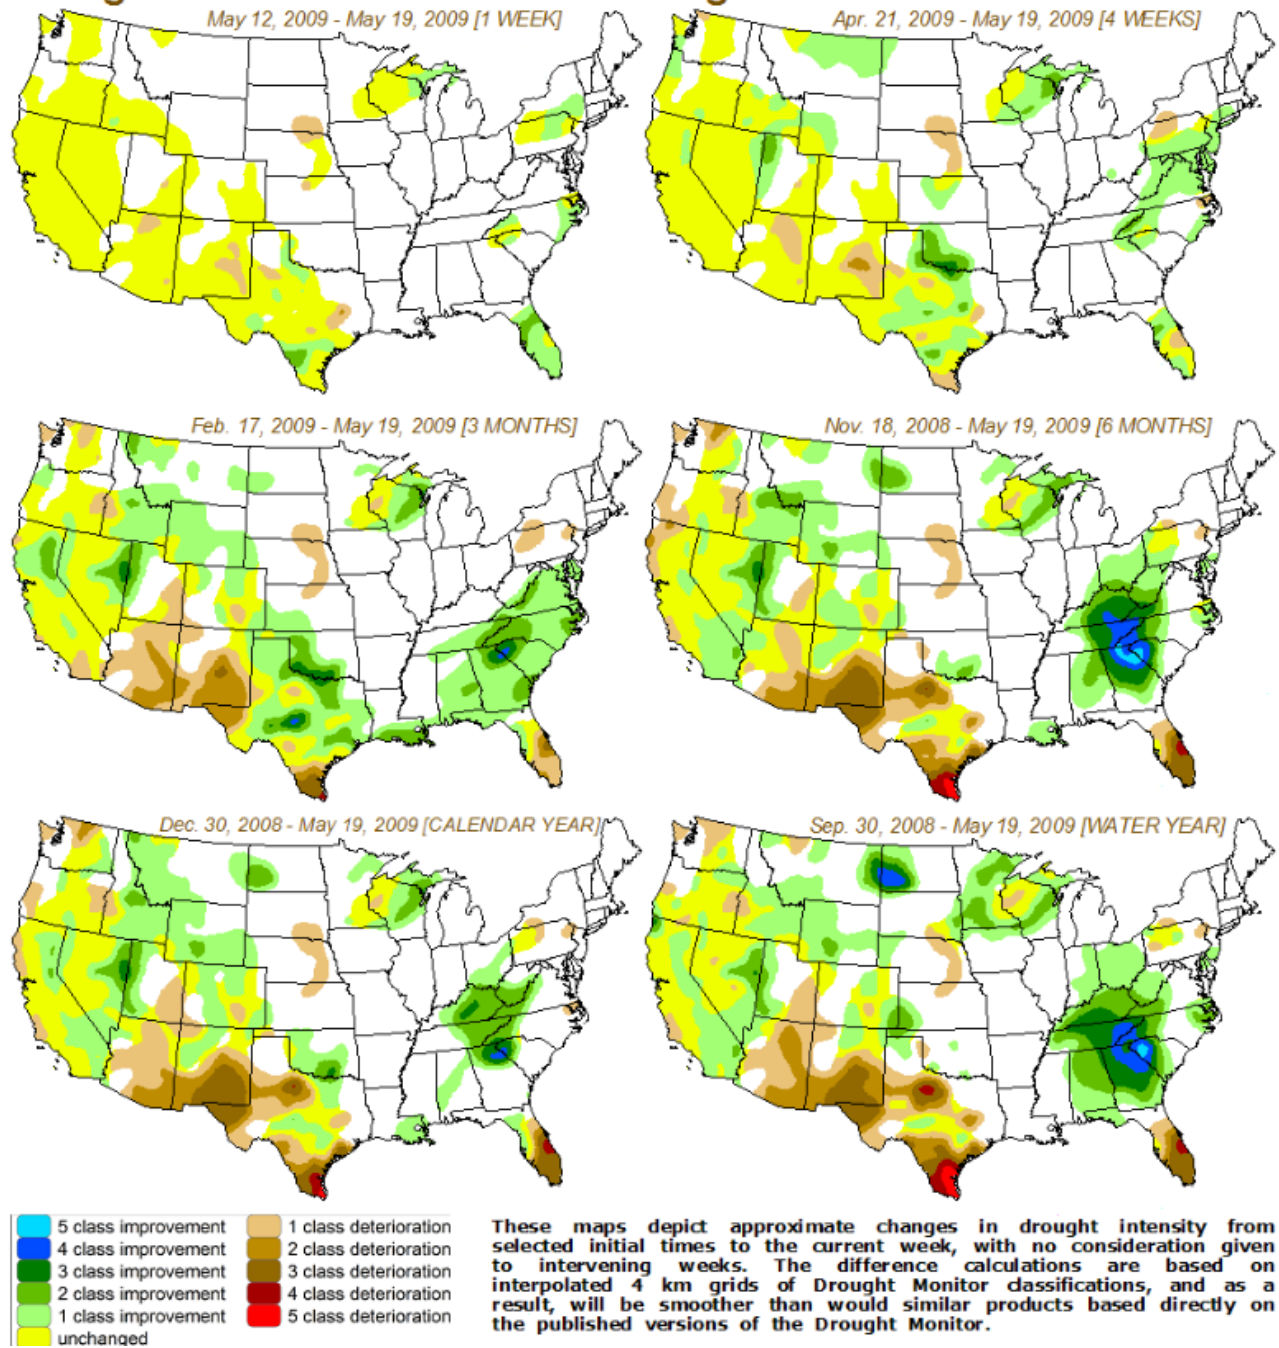 May 12, 2009 - May 19, 2009 [1 WEEK]
Apr. 21, 2009 - May 19, 2009 [4 WEEKS]
Feb. 17, 2009 - May 19, 2009 [3 MONTHS]
Nov. 18, 2008 - May 19, 2009 [6 MONTHS]
Dec. 30, 2008 - May 19, 2009 [CALENDAR YEAR]
Sep. 30, 2008 - May 19, 2009 [WATER YEAR]
5 class improvement
4 class improvement
3 class improvement
2 class improvement
1 class improvement
unchanged
1 class deterioration
2 class deterioration
3 class deterioration
4 class deterioration
5 class deterioration
These maps depict approximate changes in drought intensity from
selected initial times to the current week, with no consideration given
to intervening weeks. The difference calculations are based on
interpolated 4 km grids of Drought Monitor classifications, and as a
result, will be smoother than would similar products based directly on
the published versions of the Drought Monitor.